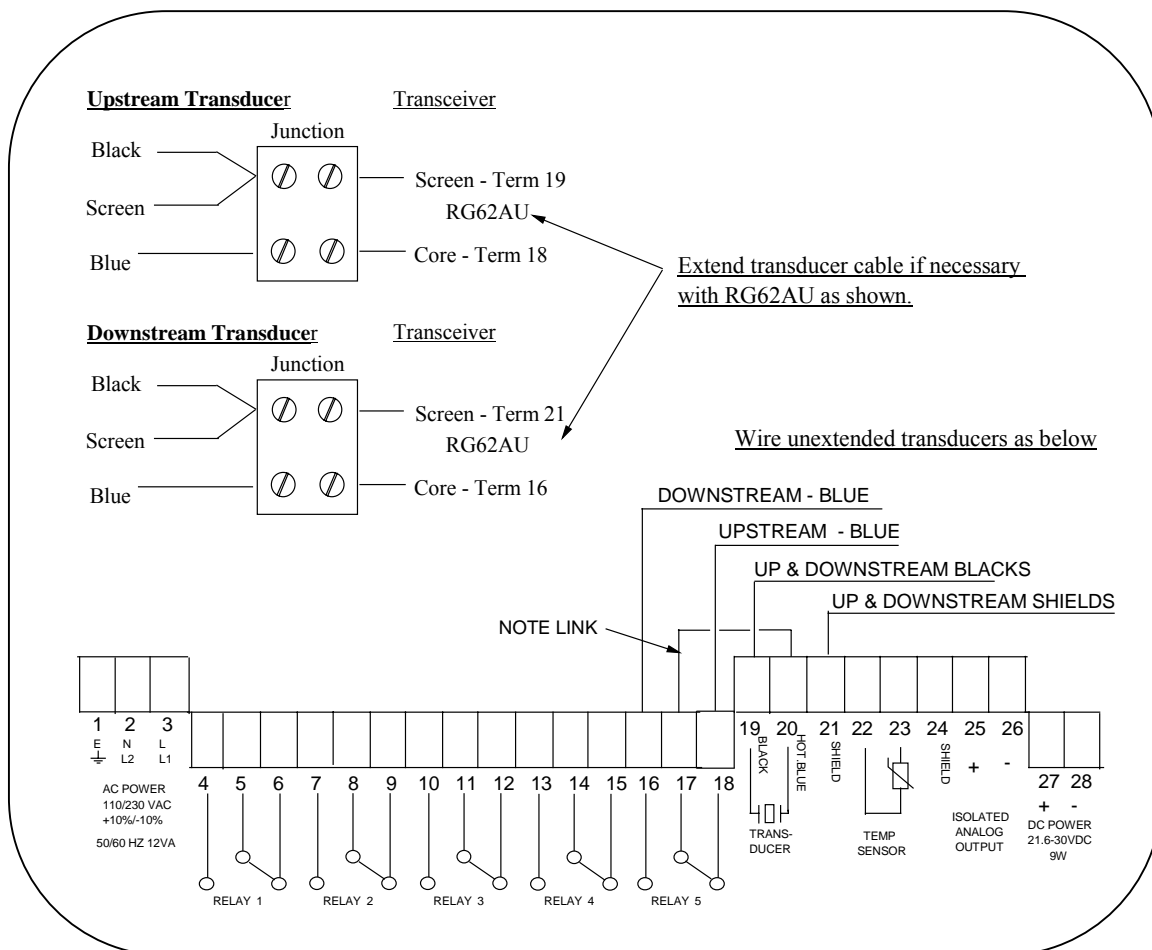 Upstream Transducer
Transceiver
Junction
Black
Screen
Blue
Screen - Term 19
RG62AU
Core - Term 18
Extend transducer cable if necessary
with RG62AU as shown.
Downstream Transducer
Transceiver
Junction
Black
Screen
Blue
Screen - Term 21
RG62AU
Core - Term 16
Wire unextended transducers as below
DOWNSTREAM - BLUE
UPSTREAM - BLUE
UP & DOWNSTREAM BLACKS
UP & DOWNSTREAM SHIELDS
NOTE LINK
1 2 3
E N L
L2 L1
AC POWER
110/230 VAC
+10%/-10%
50/60 HZ 12VA
4 5 6 7 8 9 10 11 12 13 14 15 16 17 18
RELAY 1 RELAY 2 RELAY 3 RELAY 4 RELAY 5
19 20 21 22 23 24 25 26
BLACK
HOT.BLUE
SHIELD
SHIELD
+ -
TRANS-
DUCER
TEMP
SENSOR
ISOLATED
ANALOG
OUTPUT
27 28
+ -
DC POWER
21.6-30VDC
9W